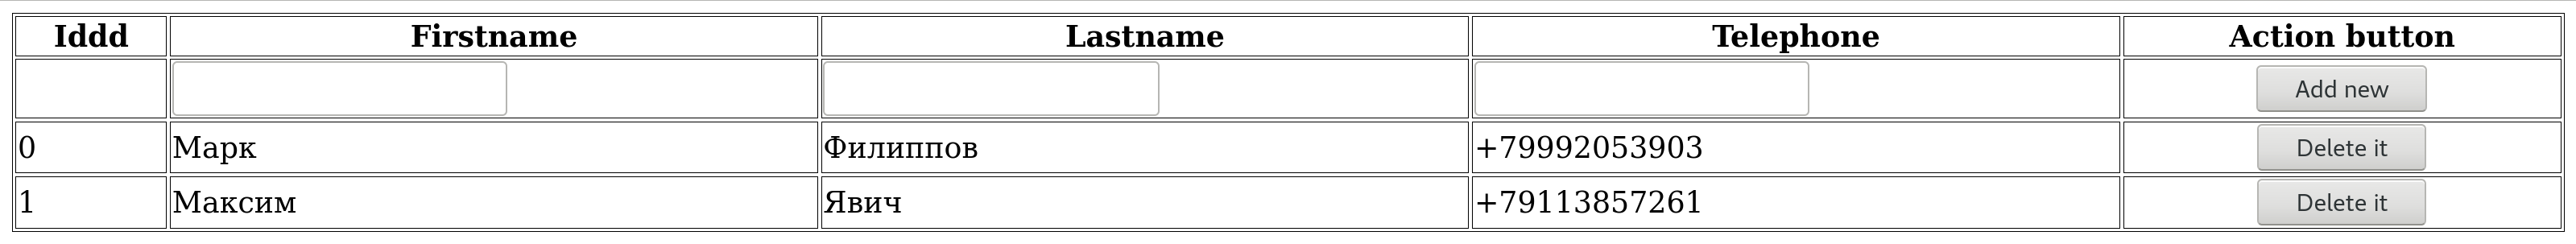 Iddd Firstname Lastname Telephone Action button
Add new
0 Марк Филиппов +79992053903 Delete it
1 Максим Явич +79113857261 Delete it